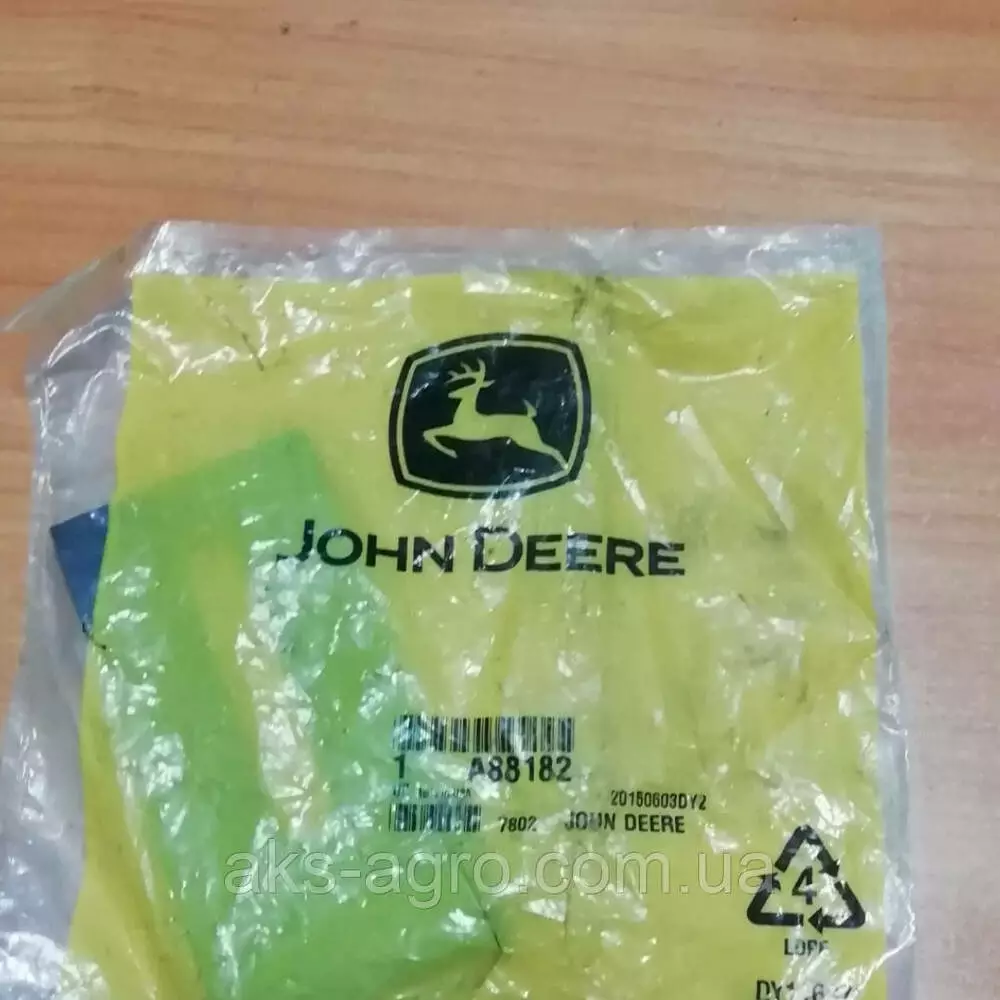 JOHN DEERE
1 A88182
20150603DY2
7802 JOHN DEERE
aks-agro.com.ua
4
LDPE